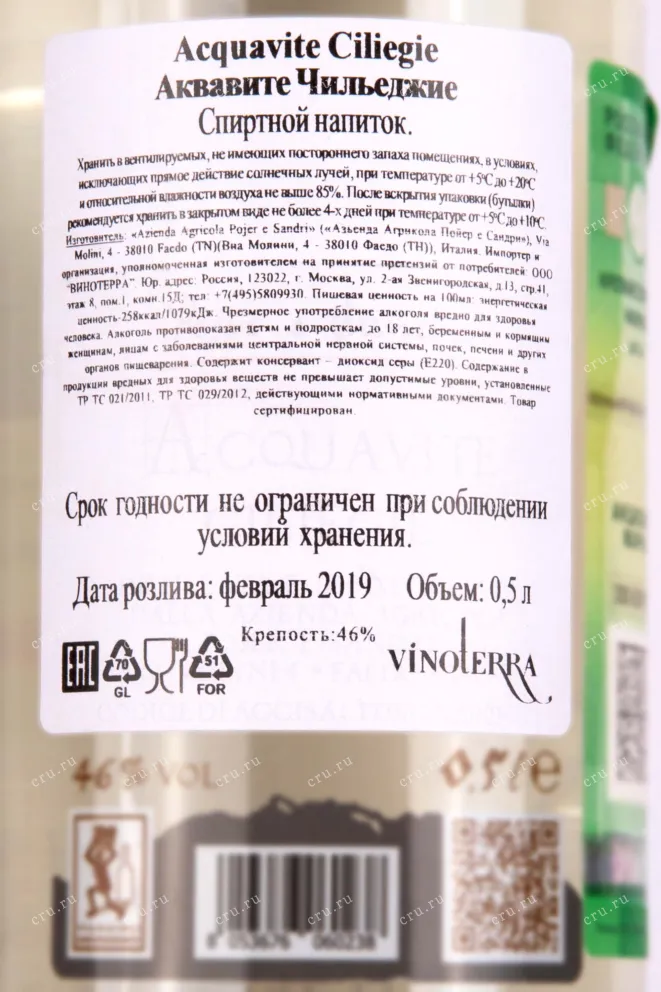 Acquavite Ciliegie
Аквавите Чильеджие
Спиртной напиток.
Хранить в вентилируемых, не имеющих постороннего запаха помещениях, в условиях,
исключающих прямое действие солнечных лучей, при температуре от +5°С до +20°С
и относительной влажности воздуха не выше 85%. После вскрытия упаковки (бутылки)
рекомендуется хранить в закрытом виде не более 4-х дней при температуре от +5°С до +10°С.
Изготовитель: «Azienda Agricola Pojer e Sandri» («Азьенда Агрикола Пойер е Сандри»), Via
Molini, 4 - 38010 Faedo (TN)(Виа Молини, 4 - 38010 Фаедо (ТН)), Италия. Импортер и
организация, уполномоченная изготовителем на принятие претензий от потребителей: ООО
"ВИНОТЕРРА". Юр. адрес: Россия, 123022, г. Москва, ул. 2-ая Звенигородская, д.13, стр.41,
этаж 8, пом.1, комн.15Д; тел: +7(495)5809930. Пищевая ценность на 100мл: энергетическая
ценность-258ккал/1079кДж. Чрезмерное употребление алкоголя вредно для здоровья
человека. Алкоголь противопоказан детям и подросткам до 18 лет, беременным и кормящим
женщинам, лицам с заболеваниями центральной нервной системы, почек, печени и других
органов пищеварения. Содержит консервант – диоксид серы (Е220). Содержание в
продукции вредных для здоровья веществ не превышает допустимые уровни, установленные
ТР ТС 021/2011, ТР ТС 029/2012, действующими нормативными документами. Товар
сертифицирован.
ACQUAVITE
Срок годности не ограничен при соблюдении
условий хранения.
Дата розлива: февраль 2019 Объем: 0,5 л
Крепость:46%
EAC 70 GL 51 FOR VINOTERRA
46% VOL 0,5 l e
8 053676 060238
cru.ru